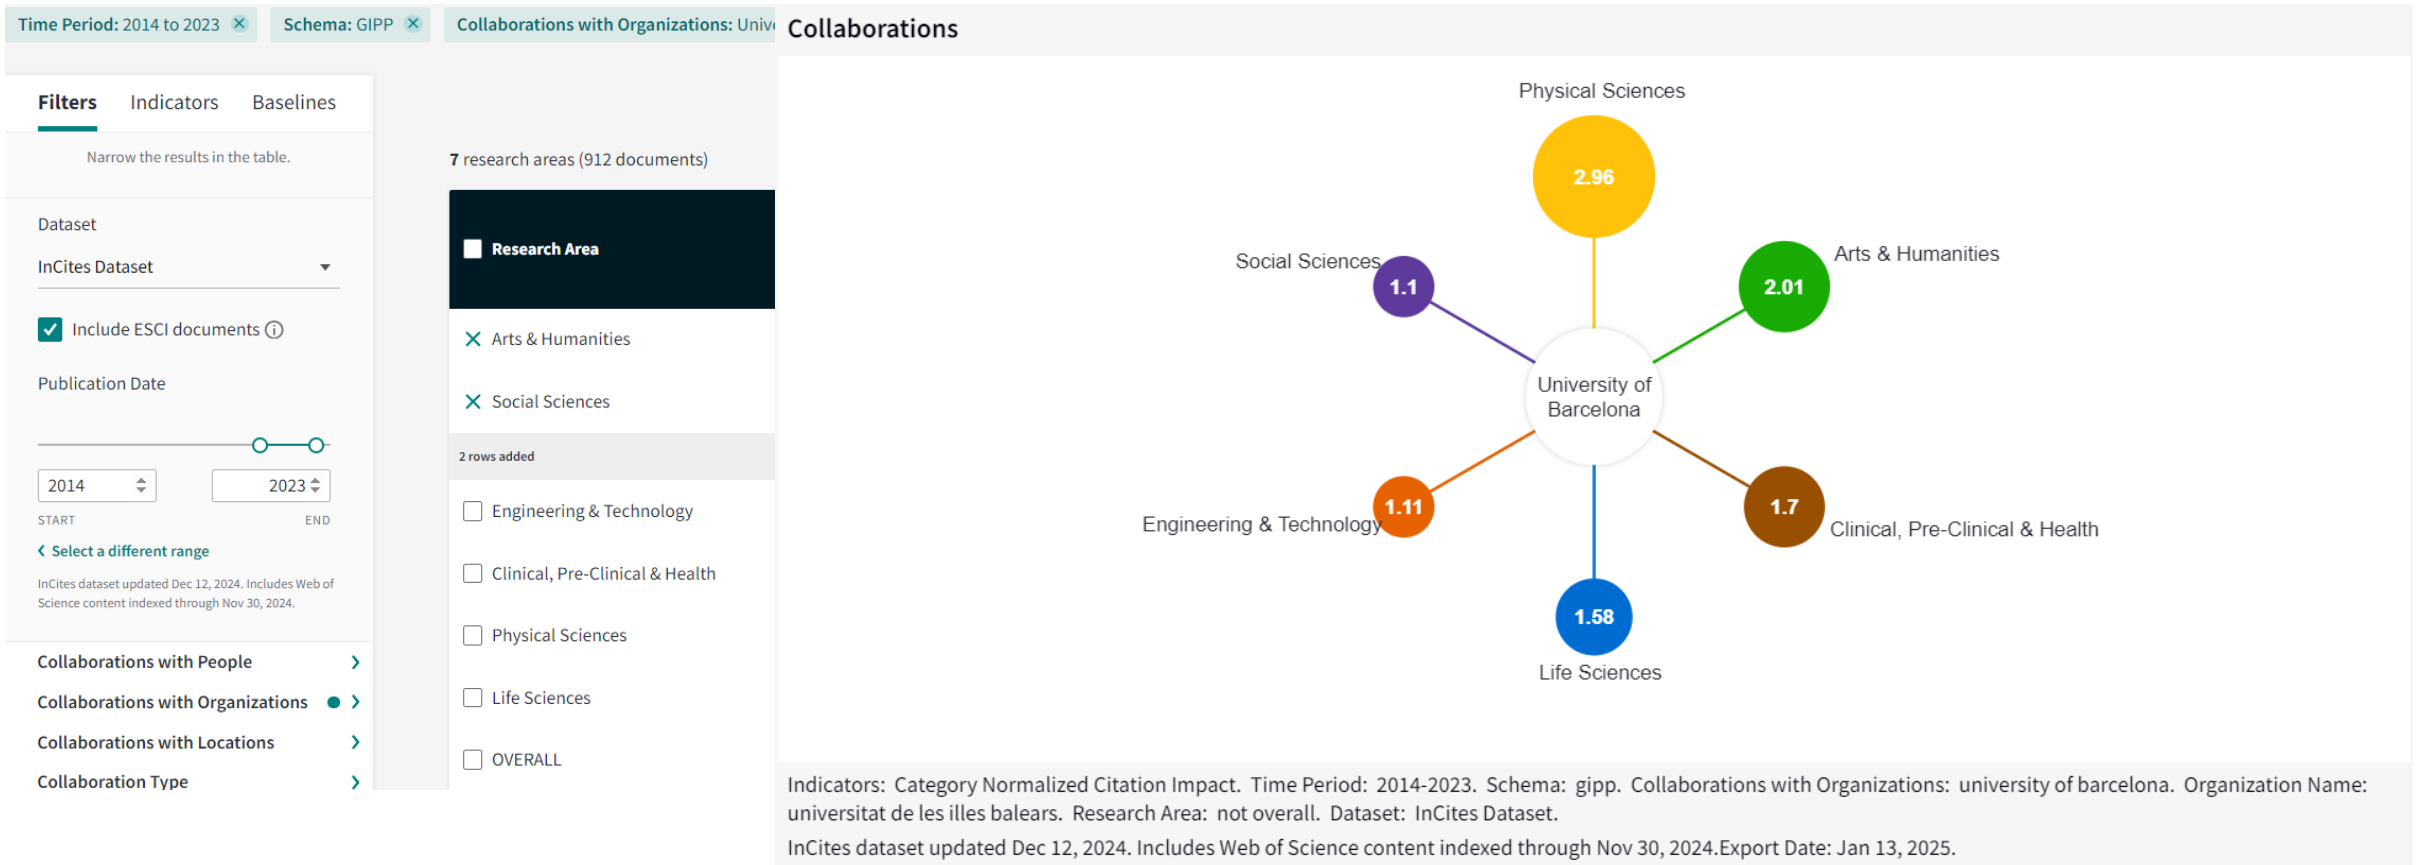 Time Period: 2014 to 2023
Schema: GIPP
Collaborations with Organizations:
Filters Indicators Baselines
Narrow the results in the table.
Dataset
InCites Dataset
Include ESCI documents
Publication Date
2014 2023
START END
Select a different range
InCites dataset updated Dec 12, 2024. Includes Web of
Science content indexed through Nov 30, 2024.
Collaborations with People
Collaborations with Organizations
Collaborations with Locations
Collaboration Type
7 research areas (912 documents)
Research Area
Arts & Humanities
Social Sciences
2 rows added
Engineering & Technology
Clinical, Pre-Clinical & Health
Physical Sciences
Life Sciences
OVERALL
Collaborations
Physical Sciences
2.96
Social Sciences
1.1
Arts & Humanities
2.01
University of
Barcelona
Engineering & Technology
1.11
Clinical, Pre-Clinical & Health
1.7
1.58
Life Sciences
Indicators: Category Normalized Citation Impact. Time Period: 2014-2023. Schema: gipp. Collaborations with Organizations: university of barcelona. Organization Name:
universitat de les illes balears. Research Area: not overall. Dataset: InCites Dataset.
InCites dataset updated Dec 12, 2024. Includes Web of Science content indexed through Nov 30, 2024.Export Date: Jan 13, 2025.